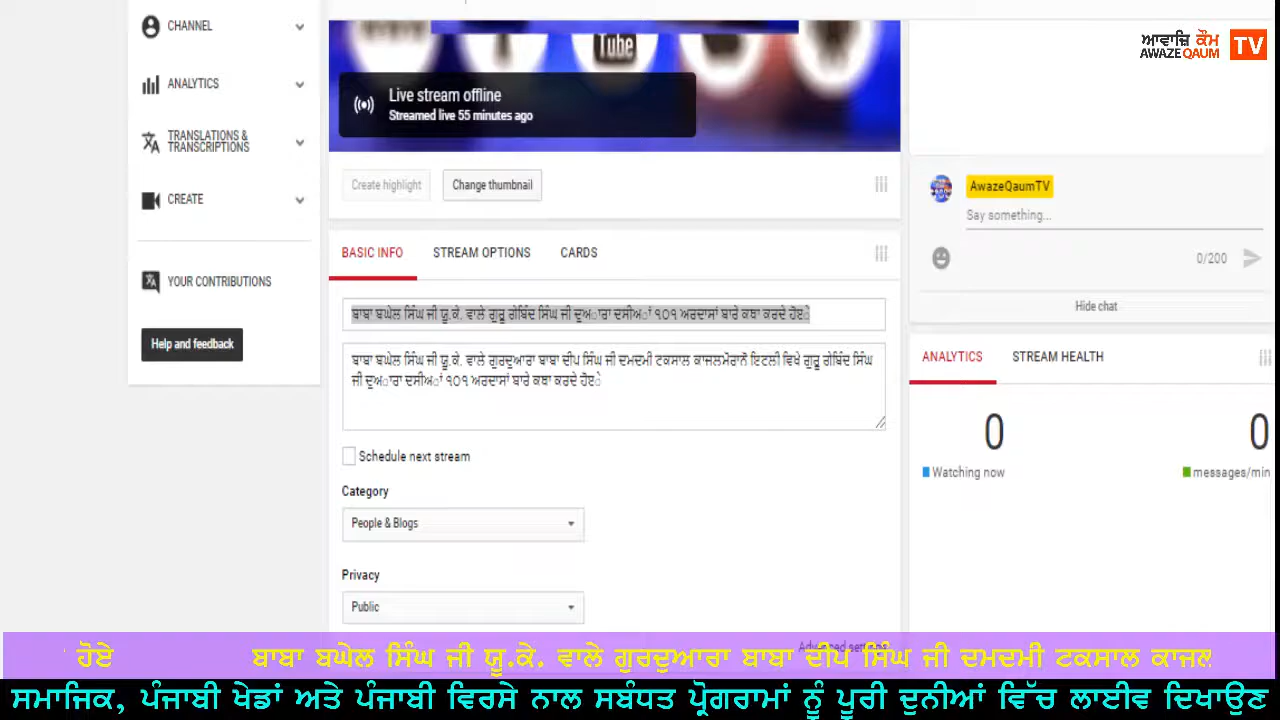 CHANNEL
ANALYTICS
TRANSLATIONS &
TRANSCRIPTIONS
CREATE
YOUR CONTRIBUTIONS
Help and feedback
Tube
Live stream offline
Streamed live 55 minutes ago
Create highlight
Change thumbnail
BASIC INFO
STREAM OPTIONS
CARDS
ਬਾਬਾ ਬਘੇਲ ਸਿੰਘ ਜੀ ਯੂ.ਕੇ. ਵਾਲੇ ਗੁਰੂ ਗੋਬਿੰਦ ਸਿੰਘ ਜੀ ਦੁਅਾਰਾ ਦਸੀਅਾਂ ੧੦੧ ਅਰਦਾਸਾਂ ਬਾਰੇ ਕਥਾ ਕਰਦੇ ਹੋੲੇ
ਬਾਬਾ ਬਘੇਲ ਸਿੰਘ ਜੀ ਯੂ.ਕੇ. ਵਾਲੇ ਗੁਰਦੁਆਰਾ ਬਾਬਾ ਦੀਪ ਸਿੰਘ ਜੀ ਦਮਦਮੀ ਟਕਸਾਲ ਕਾਜਲਮੋਰਾਨੋ ਇਟਲੀ ਵਿਖੇ ਗੁਰੂ ਗੋਬਿੰਦ ਸਿੰਘ
ਜੀ ਦੁਅਾਰਾ ਦਸੀਅਾਂ ੧੦੧ ਅਰਦਾਸਾਂ ਬਾਰੇ ਕਥਾ ਕਰਦੇ ਹੋੲੇ
Schedule next stream
Category
People & Blogs
Privacy
Public
Advanced settings
ਆਵਾਜ਼ਿ ਕੌਮ
AWAZE QAUM
TV
AwazeQaumTV
Say something...
0/200
Hide chat
ANALYTICS
STREAM HEALTH
0
0
Watching now
messages/min
ਹੋਏ ਬਾਬਾ ਬਘੇਲ ਸਿੰਘ ਜੀ ਯੂ.ਕੇ. ਵਾਲੇ ਗੁਰਦੁਆਰਾ ਬਾਬਾ ਦੀਪ ਸਿੰਘ ਜੀ ਦਮਦਮੀ ਟਕਸਾਲ ਕਾਜਲ
ਸਮਾਜਿਕ, ਪੰਜਾਬੀ ਖੇਡਾਂ ਅਤੇ ਪੰਜਾਬੀ ਵਿਰਸੇ ਨਾਲ ਸਬੰਧਤ ਪ੍ਰੋਗਰਾਮਾਂ ਨੂੰ ਪੂਰੀ ਦੁਨੀਆਂ ਵਿੱਚ ਲਾਈਵ ਦਿਖਾਉਣ